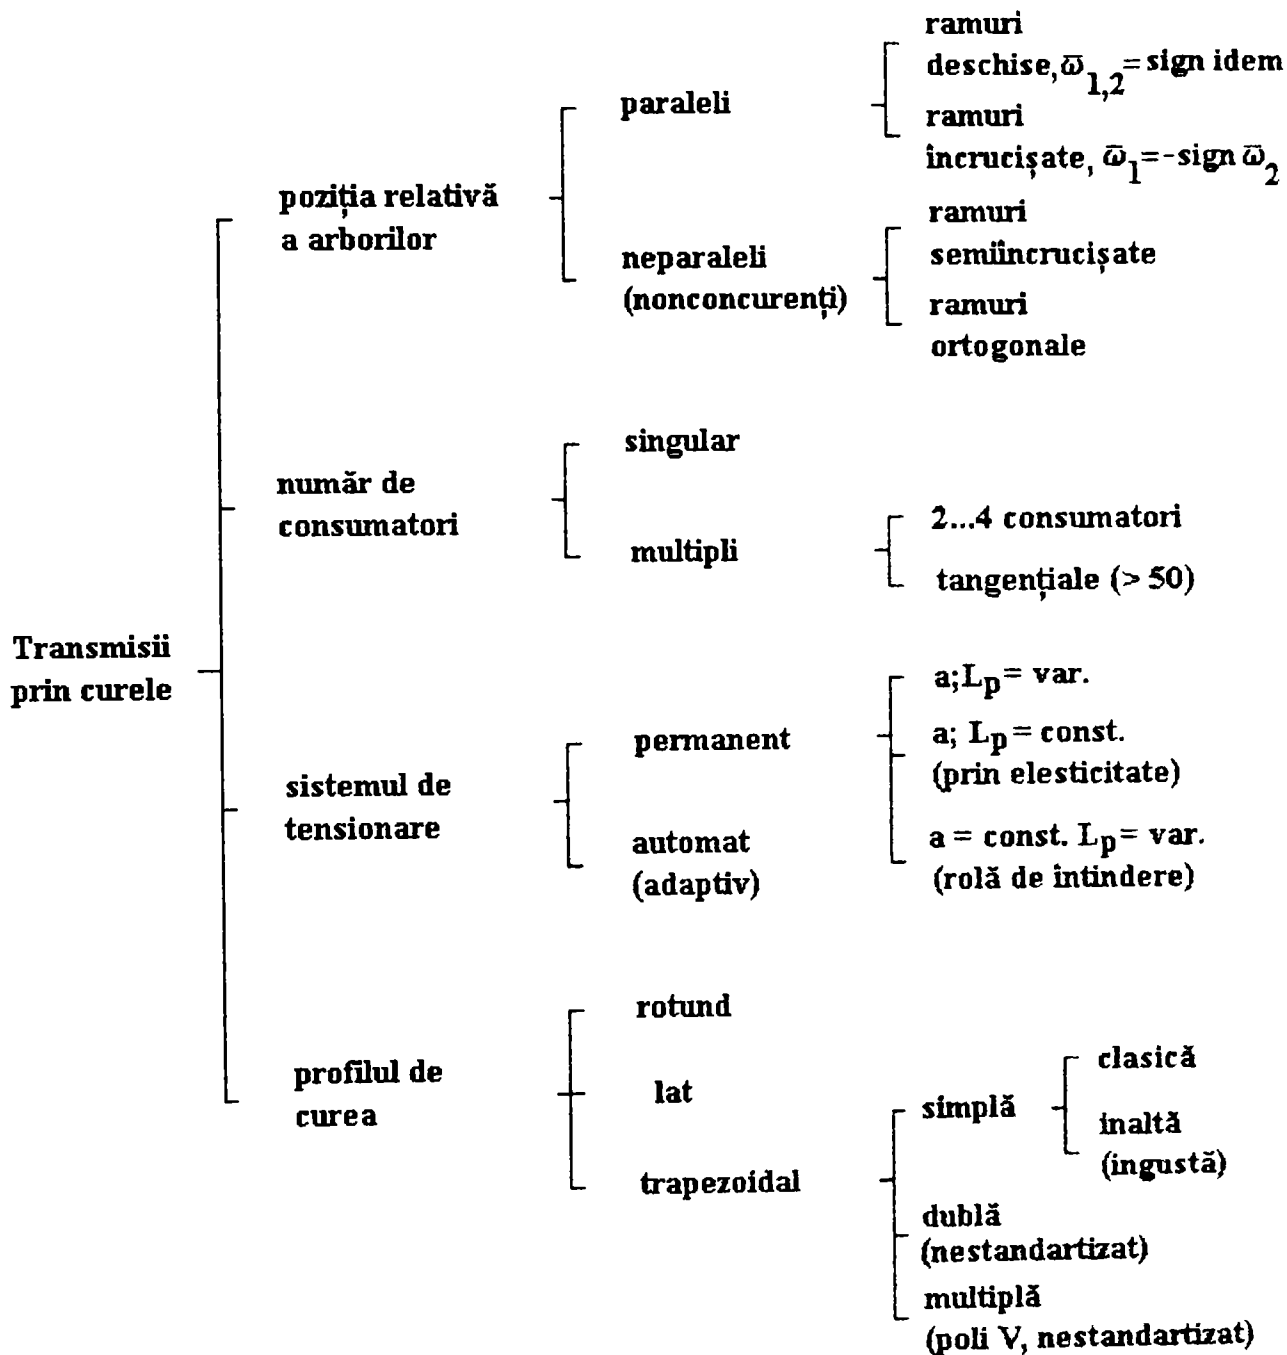 ramuri
deschise, ω̅1,2 = sign idem
paraleli
ramuri
încrucișate, ω̅1=-sign ω̅2
poziția relativă
a arborilor
ramuri
semiîncrucișate
neparaleli
(nonconcurenți)
ramuri
ortogonale
singular
număr de
consumatori
2...4 consumatori
multipli
tangențiale (> 50)
Transmisii
prin curele
a;Lp= var.
permanent
a; Lp= const.
(prin elesticitate)
sistemul de
tensionare
automat
(adaptiv)
a = const. Lp= var.
(rolă de întindere)
rotund
profilul de
curea
lat
clasică
simplă
inaltă
(ingustă)
trapezoidal
dublă
(nestandartizat)
multiplă
(poli V, nestandartizat)